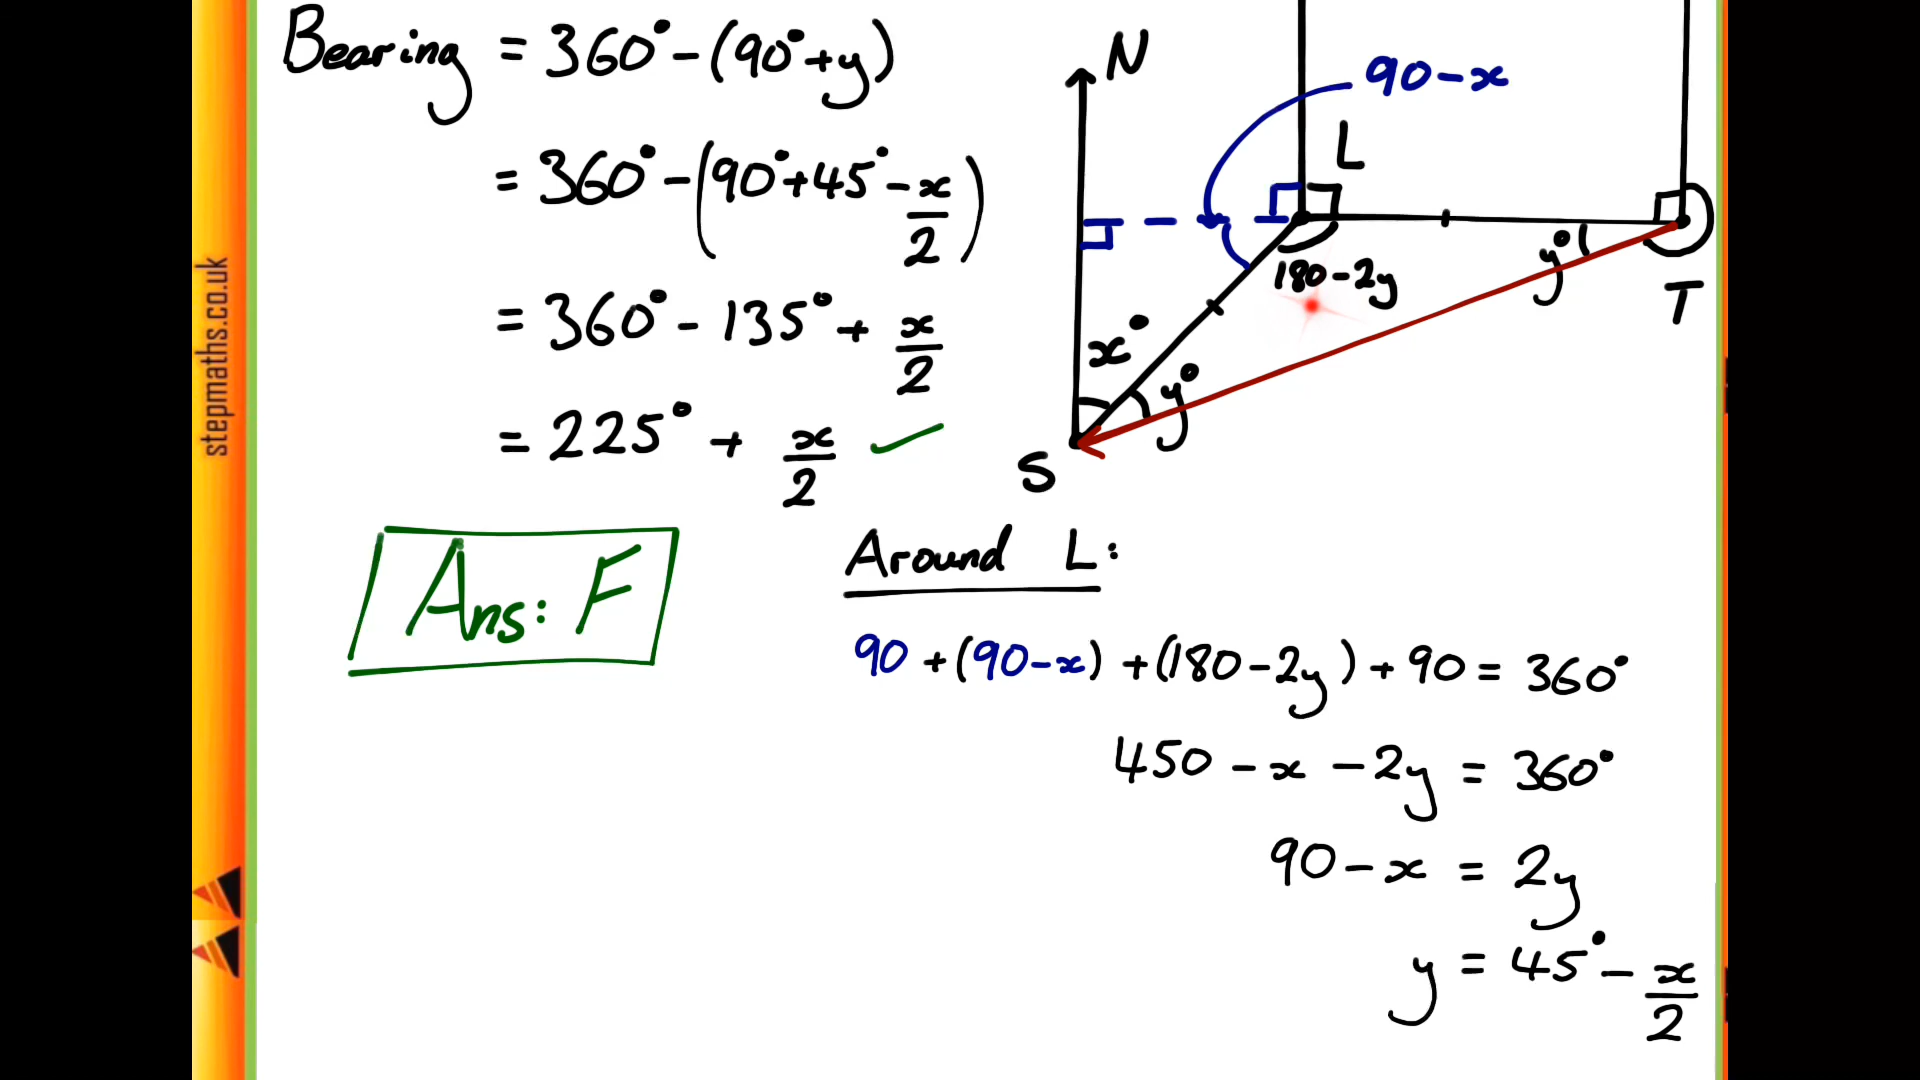 Bearing = 360° - (90° + y)
= 360° - (90° + 45° - x/2)
= 360° - 135° + x/2
= 225° + x/2 ✓
Ans: F
N
90 - x
L
180 - 2y
y°
T
x°
y°
S
Around L:
90 + (90 - x) + (180 - 2y) + 90 = 360°
450 - x - 2y = 360°
90 - x = 2y
y = 45° - x/2
stepmaths.co.uk